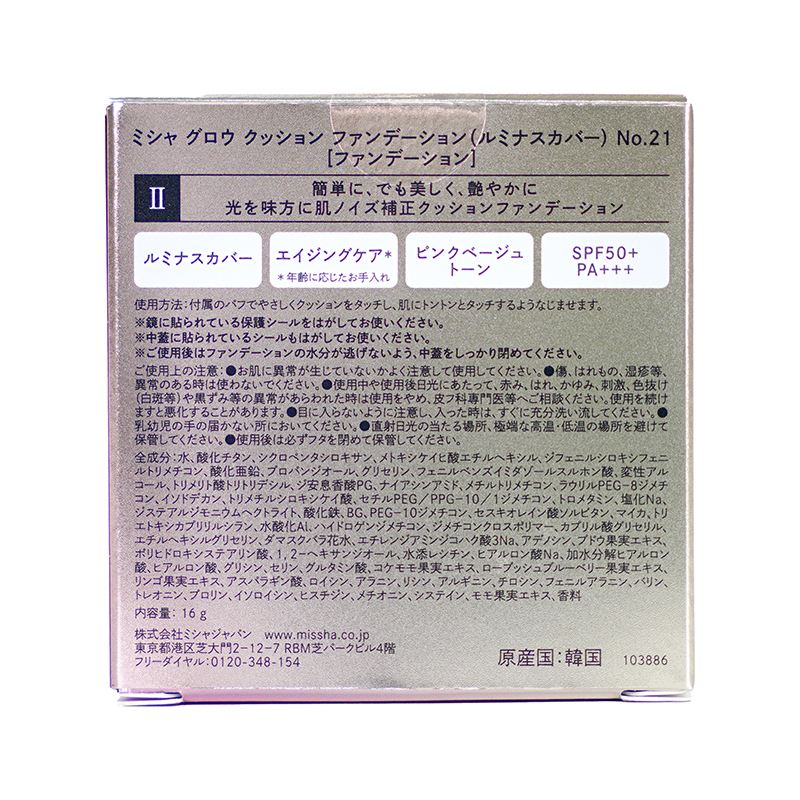 ミシャ グロウ クッション ファンデーション(ルミナスカバー) No.21
[ファンデーション]
II
簡単に、でも美しく、艶やかに
光を味方に肌ノイズ補正クッションファンデーション
ルミナスカバー
エイジングケア*
*年齢に応じたお手入れ
ピンクベージュ
トーン
SPF50+
PA+++
使用方法:付属のパフでやさしくクッションをタッチし、肌にトントンとタッチするようなじませます。
※鏡に貼られている保護シールをはがしてお使いください。
※中蓋に貼られているシールもはがしてお使いください。
※ご使用後はファンデーションの水分が逃げないよう、中蓋をしっかり閉めてください。
ご使用上の注意:●お肌に異常が生じていないかよく注意して使用してください。●傷、はれもの、湿疹等、
異常のある時は使わないでください。●使用中や使用後日光にあたって、赤み、はれ、かゆみ、刺激、色抜け
(白斑等)や黒ずみ等の異常があらわれた時は使用をやめ、皮フ科専門医等へご相談ください。使用を続け
ますと悪化することがあります。●目に入らないように注意し、入った時は、すぐに充分洗い流してください。●
乳幼児の手の届かない所においてください。●直射日光の当たる場所、極端な高温・低温の場所を避けて
保管してください。●使用後は必ずフタを閉めて保管してください。
全成分:水、酸化チタン、シクロペンタシロキサン、メトキシケイヒ酸エチルヘキシル、ジフェニルシロキシフェニ
ルトリメチコン、酸化亜鉛、プロパンジオール、グリセリン、フェニルベンズイミダゾールスルホン酸、変性アル
コール、トリメリト酸トリトリデシル、ジ安息香酸PG、ナイアシンアミド、メチルトリメチコン、ラウリルPEG-8ジメチ
コン、イソドデカン、トリメチルシロキシケイ酸、セチルPEG/PPG-10/1ジメチコン、トロメタミン、塩化Na、
ジステアルジモニウムヘクトライト、酸化鉄、BG、PEG-10ジメチコン、セスキオレイン酸ソルビタン、マイカ、トリ
エトキシカプリリルシラン、水酸化Al、ハイドロゲンジメチコン、ジメチコンクロスポリマー、カプリル酸グリセリル、
エチルヘキシルグリセリン、ダマスクバラ花水、エチレンジアミンジコハク酸3Na、アデノシン、ブドウ果実エキス、
ポリヒドロキシステアリン酸、1,2-ヘキサンジオール、水添レシチン、ヒアルロン酸Na、加水分解ヒアルロン
酸、ヒアルロン酸、グリシン、セリン、グルタミン酸、コケモモ果実エキス、ローブッシュブルーベリー果実エキス、
リンゴ果実エキス、アスパラギン酸、ロイシン、アラニン、リシン、アルギニン、チロシン、フェニルアラニン、バリン、
トレオニン、プロリン、イソロイシン、ヒスチジン、メチオニン、システイン、モモ果実エキス、香料
内容量:16g
株式会社ミシャジャパン www.missha.co.jp
東京都港区芝大門2-12-7 RBM芝パークビル4階
フリーダイヤル:0120-348-154
原産国:韓国
103886